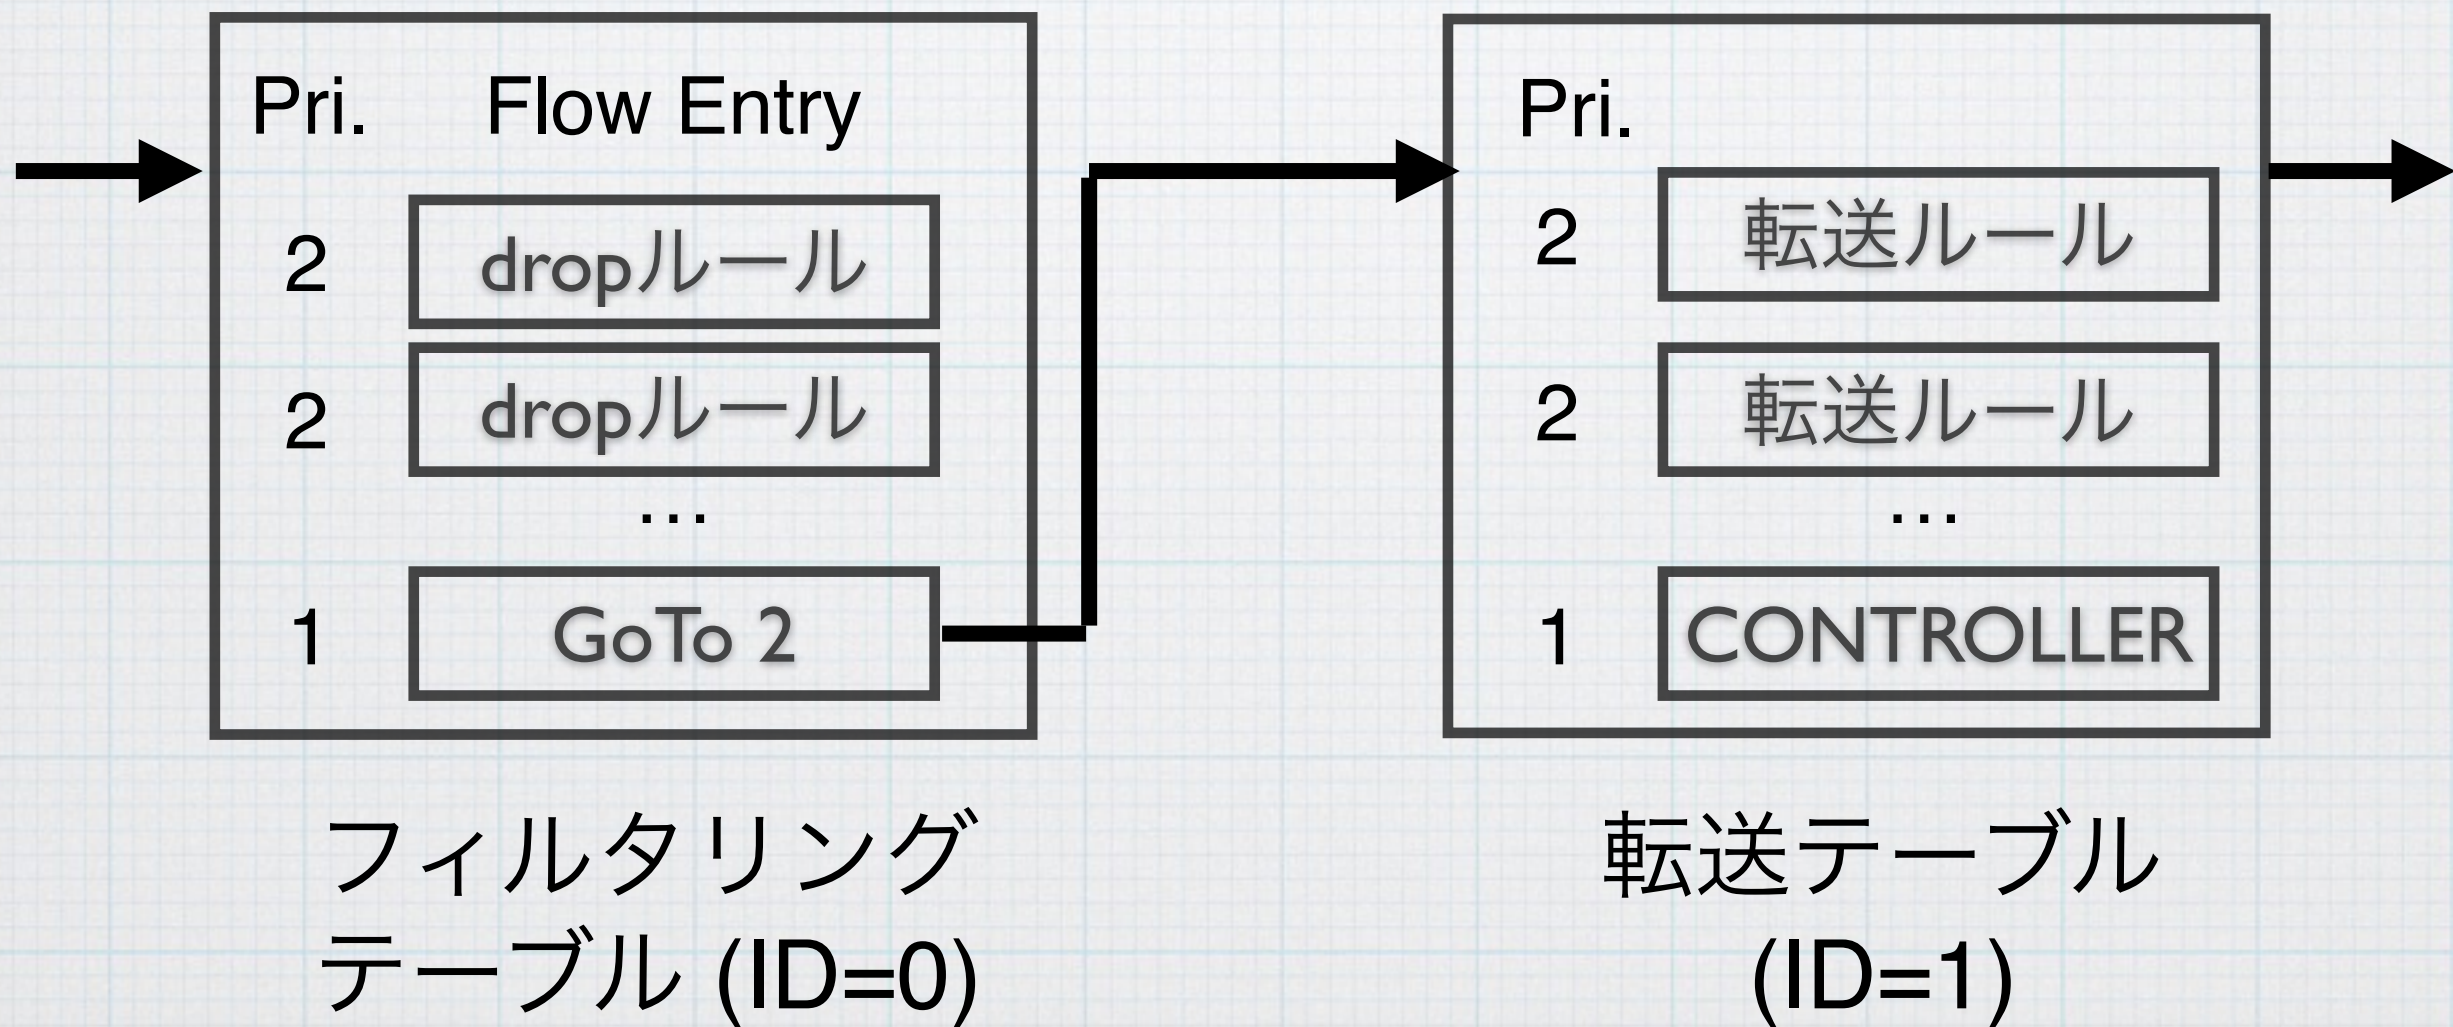 Pri. Flow Entry
2 dropルール
2 dropルール
…
1 GoTo 2
フィルタリング
テーブル (ID=0)
Pri.
2 転送ルール
2 転送ルール
…
1 CONTROLLER
転送テーブル
(ID=1)